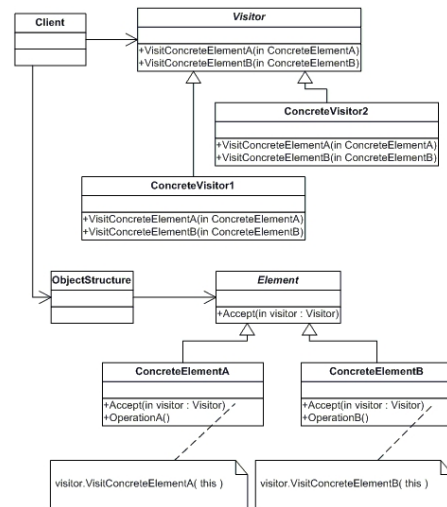 Client
Visitor
+VisitConcreteElementA(in ConcreteElementA)
+VisitConcreteElementB(in ConcreteElementB)
ConcreteVisitor2
+VisitConcreteElementA(in ConcreteElementA)
+VisitConcreteElementB(in ConcreteElementB)
ConcreteVisitor1
+VisitConcreteElementA(in ConcreteElementA)
+VisitConcreteElementB(in ConcreteElementB)
ObjectStructure
Element
+Accept(in visitor : Visitor)
ConcreteElementA
+Accept(in visitor : Visitor)
+OperationA()
ConcreteElementB
+Accept(in visitor : Visitor)
+OperationB()
visitor.VisitConcreteElementA( this )
visitor.VisitConcreteElementB( this )